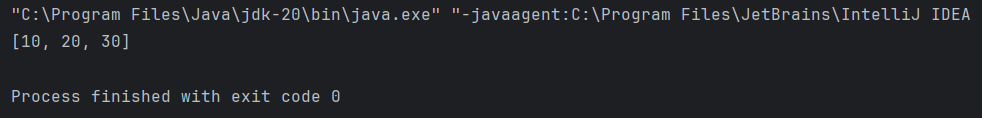 "C:\Program Files\Java\jdk-20\bin\java.exe" "-javaagent:C:\Program Files\JetBrains\IntelliJ IDEA
[10, 20, 30]
Process finished with exit code 0